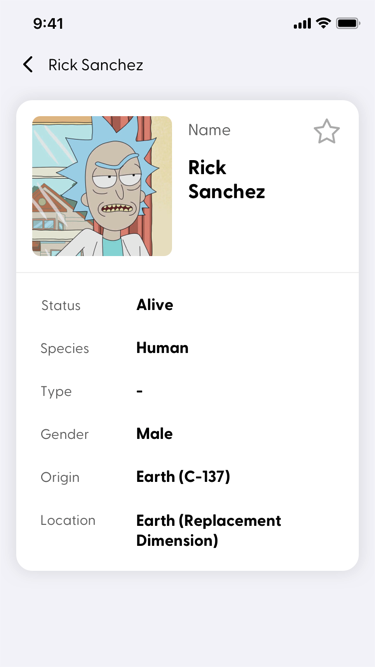 9:41
Rick Sanchez
Name
Rick
Sanchez
Status Alive
Species Human
Type -
Gender Male
Origin Earth (C-137)
Location Earth (Replacement
Dimension)